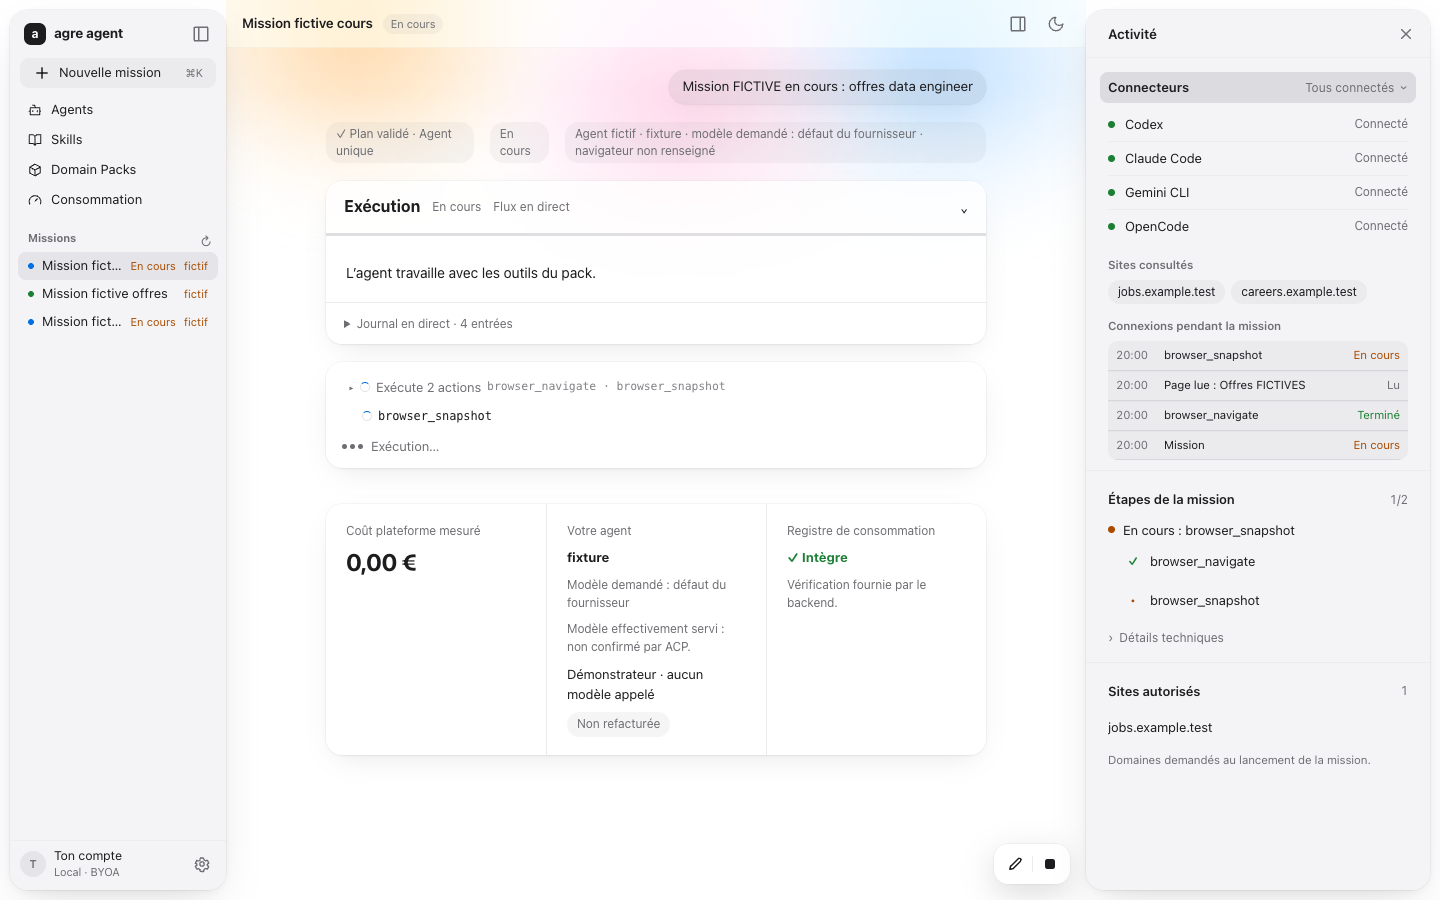 a agre agent
Nouvelle mission ⌘K
Agents
Skills
Domain Packs
Consommation
Missions
Mission fict... En cours fictif
Mission fictive offres fictif
Mission fict... En cours fictif
T Ton compte
Local · BYOA
Mission fictive cours En cours
Mission FICTIVE en cours : offres data engineer
✓ Plan validé · Agent
unique
En
cours
Agent fictif · fixture · modèle demandé : défaut du fournisseur ·
navigateur non renseigné
Exécution En cours Flux en direct
L'agent travaille avec les outils du pack.
Journal en direct · 4 entrées
Exécute 2 actions browser_navigate · browser_snapshot
browser_snapshot
Exécution...
Coût plateforme mesuré
0,00 €
Votre agent
fixture
Modèle demandé : défaut du
fournisseur
Modèle effectivement servi :
non confirmé par ACP.
Démonstrateur · aucun
modèle appelé
Non refacturée
Registre de consommation
✓ Intègre
Vérification fournie par le
backend.
Activité
Connecteurs Tous connectés
Codex Connecté
Claude Code Connecté
Gemini CLI Connecté
OpenCode Connecté
Sites consultés
jobs.example.test careers.example.test
Connexions pendant la mission
20:00 browser_snapshot En cours
20:00 Page lue : Offres FICTIVES Lu
20:00 browser_navigate Terminé
20:00 Mission En cours
Étapes de la mission 1/2
En cours : browser_snapshot
browser_navigate
browser_snapshot
› Détails techniques
Sites autorisés 1
jobs.example.test
Domaines demandés au lancement de la mission.